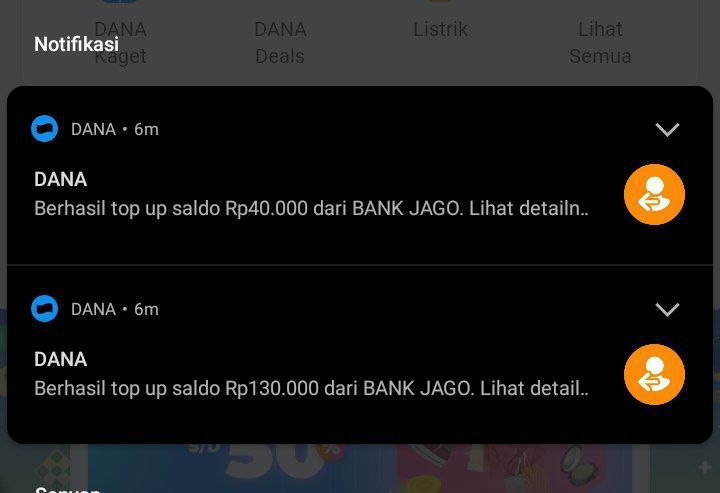 DANA Kaget
DANA Deals
Listrik
Lihat Semua
Notifikasi
DANA • 6m
DANA
Berhasil top up saldo Rp40.000 dari BANK JAGO. Lihat detailn..
DANA • 6m
DANA
Berhasil top up saldo Rp130.000 dari BANK JAGO. Lihat detail..
S/D 50%